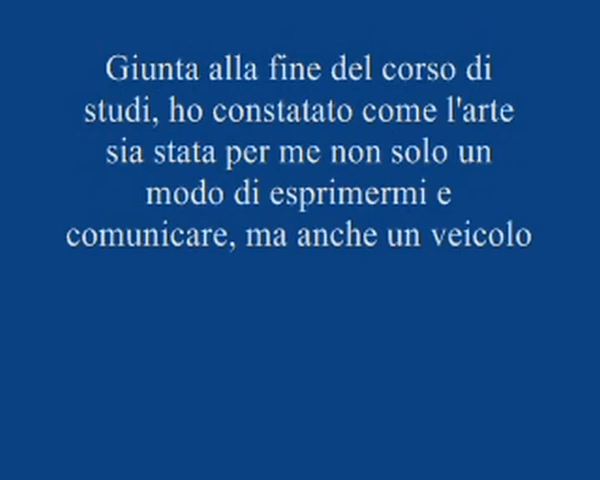 Giunta alla fine del corso di
studi, ho constatato come l'arte
sia stata per me non solo un
modo di esprimermi e
comunicare, ma anche un veicolo